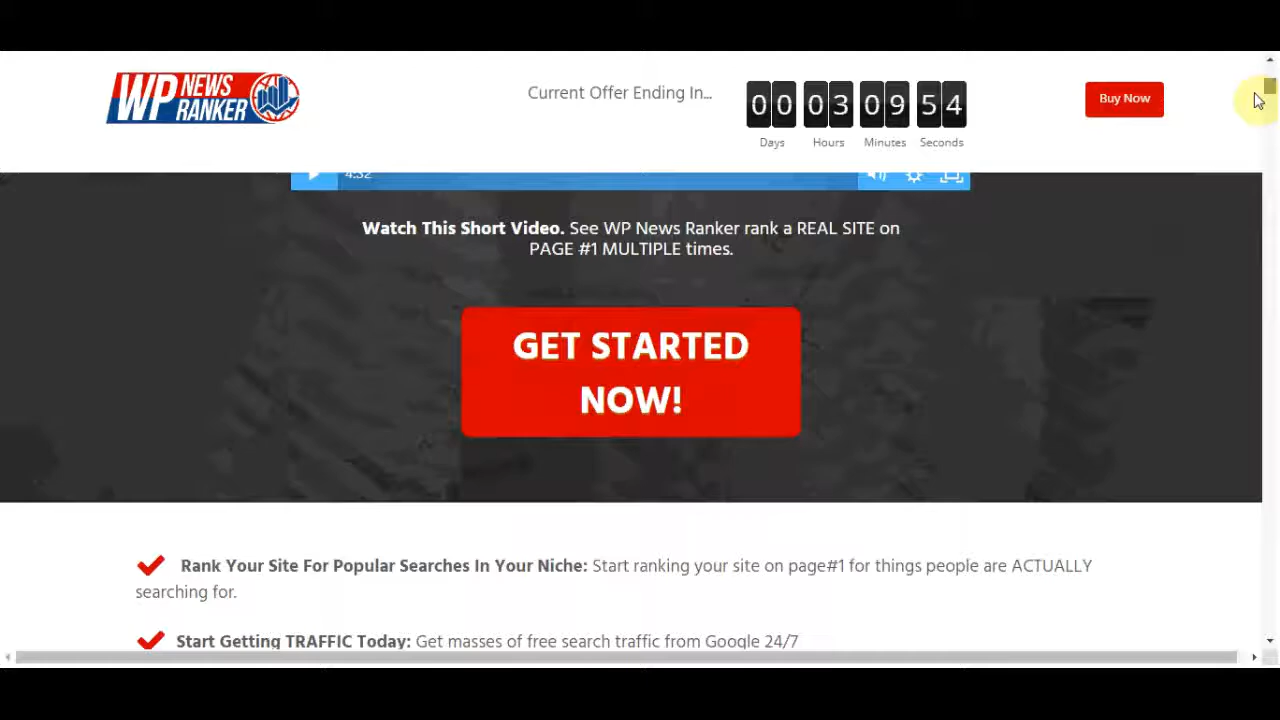 WP NEWS RANKER
Current Offer Ending In...
00 03 09 54
Days Hours Minutes Seconds
Buy Now
4:32
Watch This Short Video. See WP News Ranker rank a REAL SITE on
PAGE #1 MULTIPLE times.
GET STARTED
NOW!
Rank Your Site For Popular Searches In Your Niche: Start ranking your site on page#1 for things people are ACTUALLY
searching for.
Start Getting TRAFFIC Today: Get masses of free search traffic from Google 24/7